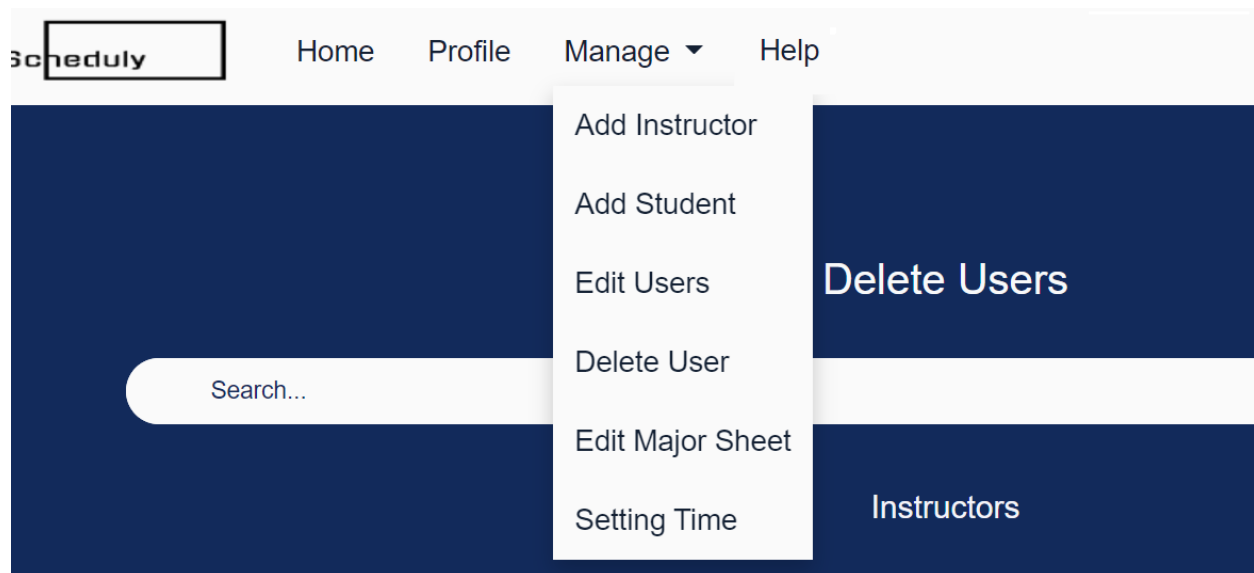 Scheduly
Home Profile Manage Help
Add Instructor
Add Student
Edit Users
Delete Users
Delete User
Search...
Edit Major Sheet
Instructors
Setting Time